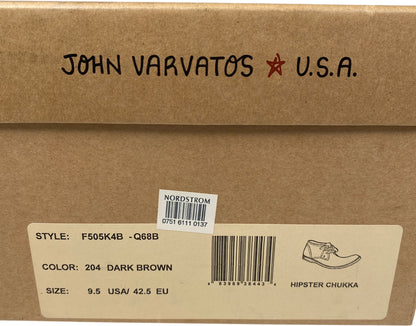 JOHN VARVATOS ★ U.S.A.
NORDSTROM
0751 6111 0137
STYLE: F505K4B -Q68B
COLOR: 204 DARK BROWN
SIZE: 9.5 USA/ 42.5 EU
HIPSTER CHUKKA